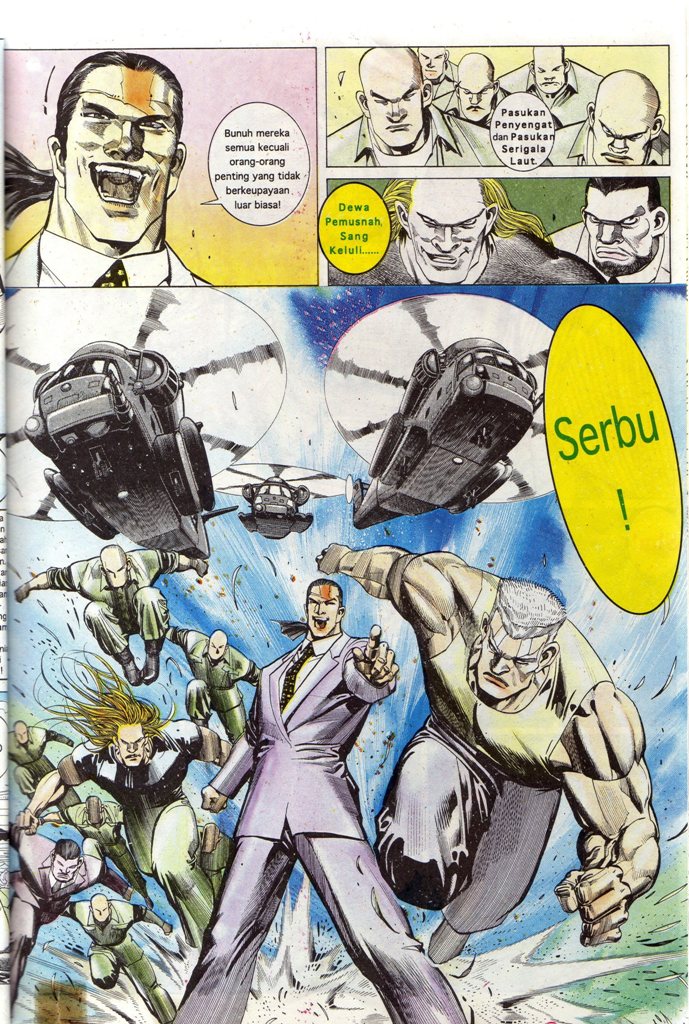 Bunuh mereka
semua kecuali
orang-orang
penting yang tidak
berkeupayaan
luar biasa!
Pasukan
Penyengat
dan Pasukan
Serigala
Laut.
Dewa
Pemusnah,
Sang
Keluli......
Serbu
!